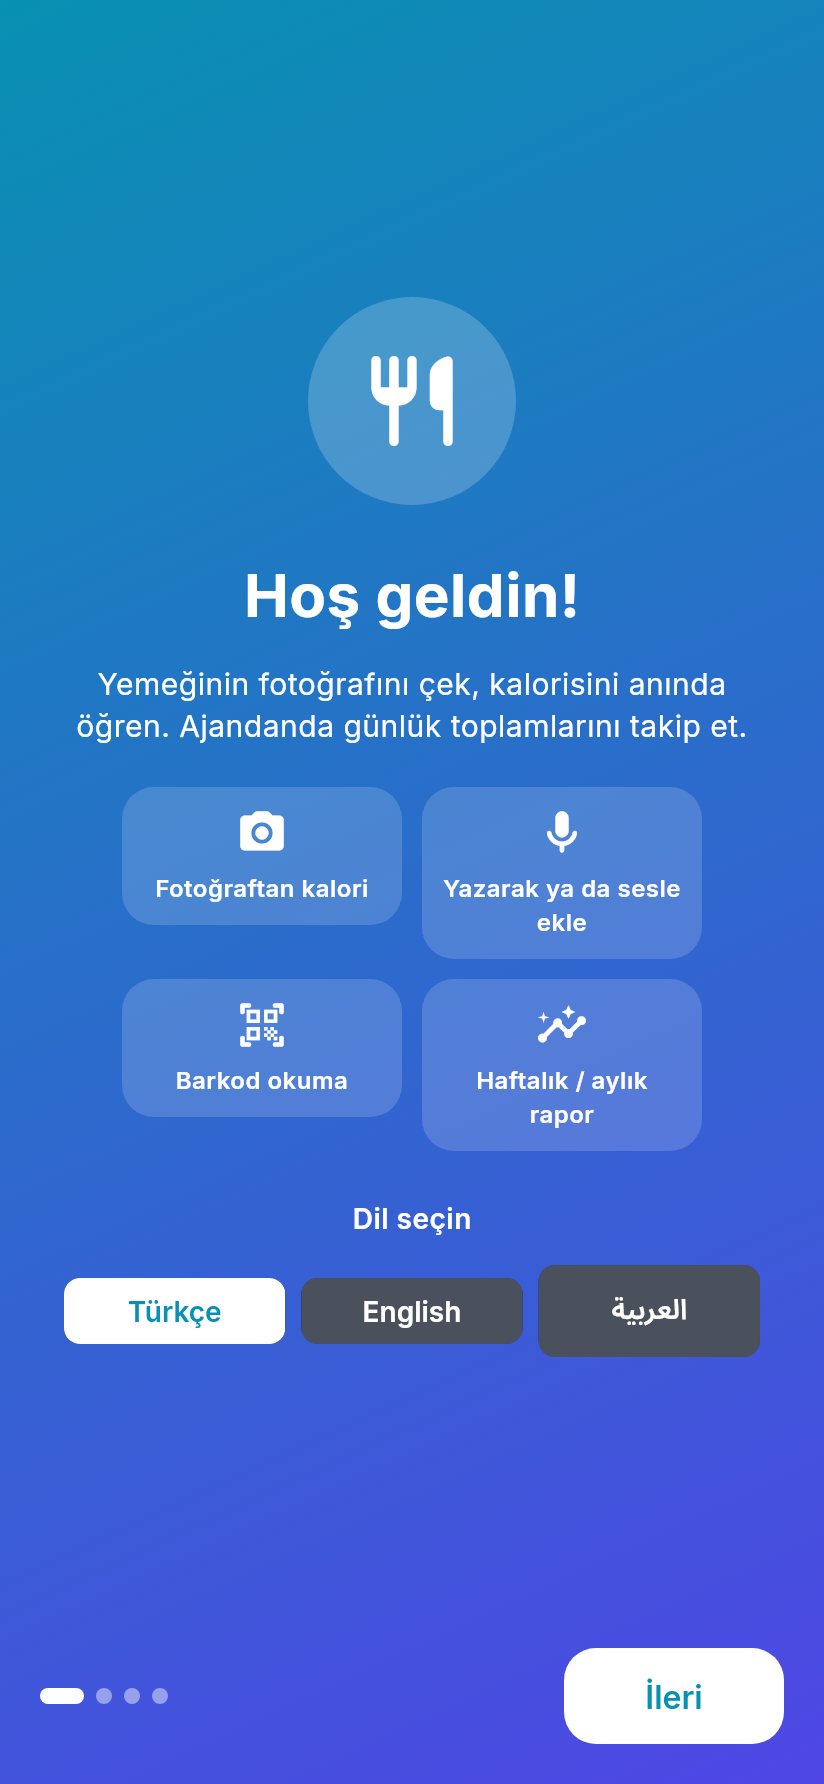 Hoş geldin!
Yemeğinin fotoğrafını çek, kalorisini anında
öğren. Ajandanda günlük toplamlarını takip et.
Fotoğraftan kalori
Yazarak ya da sesle
ekle
Barkod okuma
Haftalık / aylık
rapor
Dil seçin
Türkçe
English
العربية
İleri